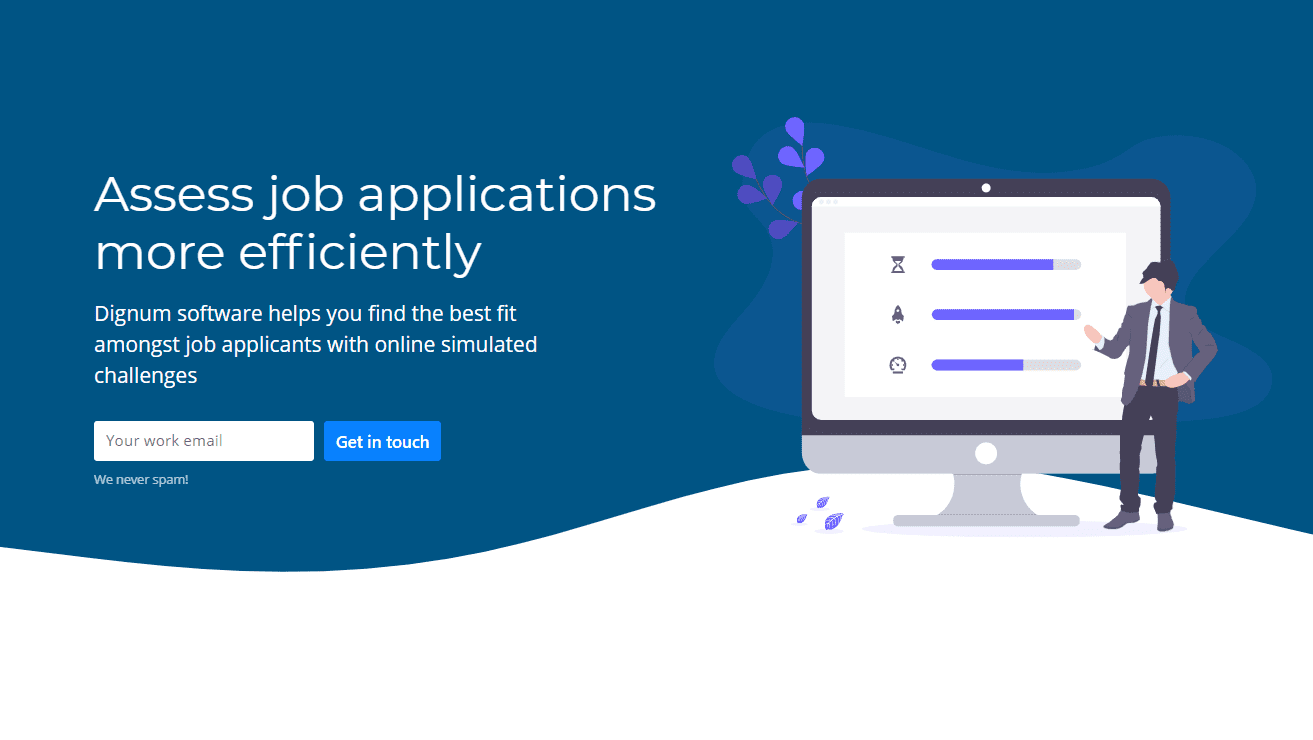 Assess job applications
more efficiently
Dignum software helps you find the best fit
amongst job applicants with online simulated
challenges
Your work email
Get in touch
We never spam!